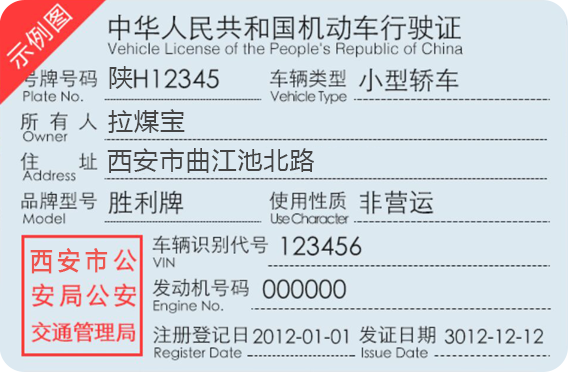 示例图
中华人民共和国机动车行驶证
Vehicle License of the People's Republic of China
号牌号码 陕H12345 车辆类型 小型轿车
Plate No. Vehicle Type
所有人 拉煤宝
Owner
住址 西安市曲江池北路
Address
品牌型号 胜利牌 使用性质 非营运
Model Use Character
西安市公
安局公安
交通管理局
车辆识别代号 123456
VIN
发动机号码 000000
Engine No.
注册登记日 2012-01-01 发证日期 3012-12-12
Register Date Issue Date